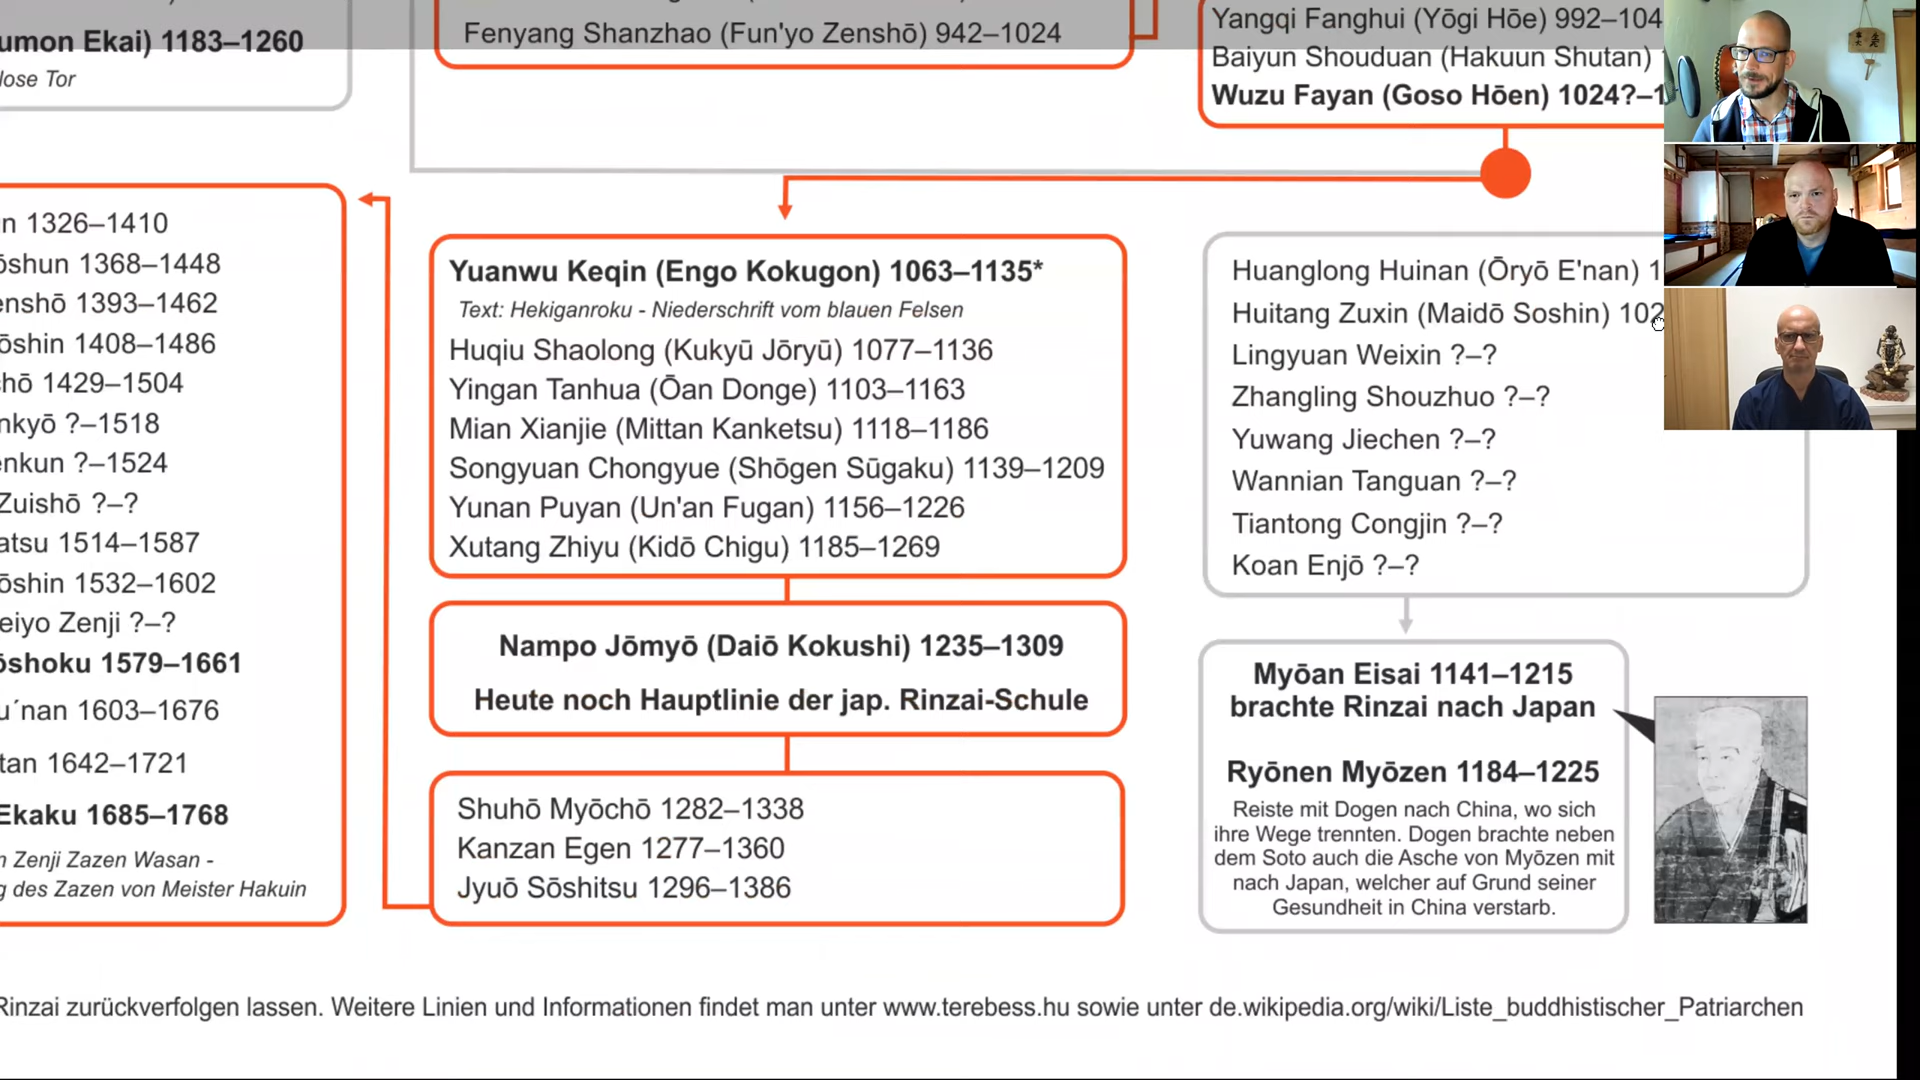 umon Ekai) 1183–1260
lose Tor
Fenyang Shanzhao (Fun'yo Zenshō) 942–1024
Yangqi Fanghui (Yōgi Hōe) 992–104
Baiyun Shouduan (Hakuun Shutan)
Wuzu Fayan (Goso Hōen) 1024?–1
n 1326–1410
ōshun 1368–1448
enshō 1393–1462
ōshin 1408–1486
chō 1429–1504
nkyō ?–1518
enkun ?–1524
Zuishō ?–?
atsu 1514–1587
ōshin 1532–1602
eiyo Zenji ?–?
ōshoku 1579–1661
u´nan 1603–1676
tan 1642–1721
Ekaku 1685–1768
n Zenji Zazen Wasan -
g des Zazen von Meister Hakuin
Yuanwu Keqin (Engo Kokugon) 1063–1135*
Text: Hekiganroku - Niederschrift vom blauen Felsen
Huqiu Shaolong (Kukyū Jōryū) 1077–1136
Yingan Tanhua (Ōan Donge) 1103–1163
Mian Xianjie (Mittan Kanketsu) 1118–1186
Songyuan Chongyue (Shōgen Sūgaku) 1139–1209
Yunan Puyan (Un'an Fugan) 1156–1226
Xutang Zhiyu (Kidō Chigu) 1185–1269
Nampo Jōmyō (Daiō Kokushi) 1235–1309
Heute noch Hauptlinie der jap. Rinzai-Schule
Shuhō Myōchō 1282–1338
Kanzan Egen 1277–1360
Jyuō Sōshitsu 1296–1386
Huanglong Huinan (Ōryō E'nan) 1
Huitang Zuxin (Maidō Soshin) 102
Lingyuan Weixin ?–?
Zhangling Shouzhuo ?–?
Yuwang Jiechen ?–?
Wannian Tanguan ?–?
Tiantong Congjin ?–?
Koan Enjō ?–?
Myōan Eisai 1141–1215
brachte Rinzai nach Japan
Ryōnen Myōzen 1184–1225
Reiste mit Dogen nach China, wo sich
ihre Wege trennten. Dogen brachte neben
dem Soto auch die Asche von Myōzen mit
nach Japan, welcher auf Grund seiner
Gesundheit in China verstarb.
Rinzai zurückverfolgen lassen. Weitere Linien und Informationen findet man unter www.terebess.hu sowie unter de.wikipedia.org/wiki/Liste_buddhistischer_Patriarchen